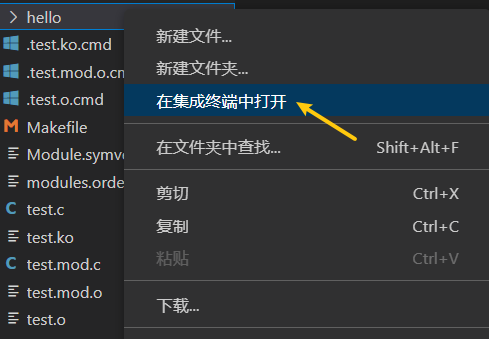 hello
.test.ko.cmd
.test.mod.o.cm
.test.o.cmd
Makefile
Module.symve
modules.orde
test.c
test.ko
test.mod.c
test.mod.o
test.o
新建文件...
新建文件夹...
在集成终端中打开
在文件夹中查找... Shift+Alt+F
剪切 Ctrl+X
复制 Ctrl+C
粘贴 Ctrl+V
下载...